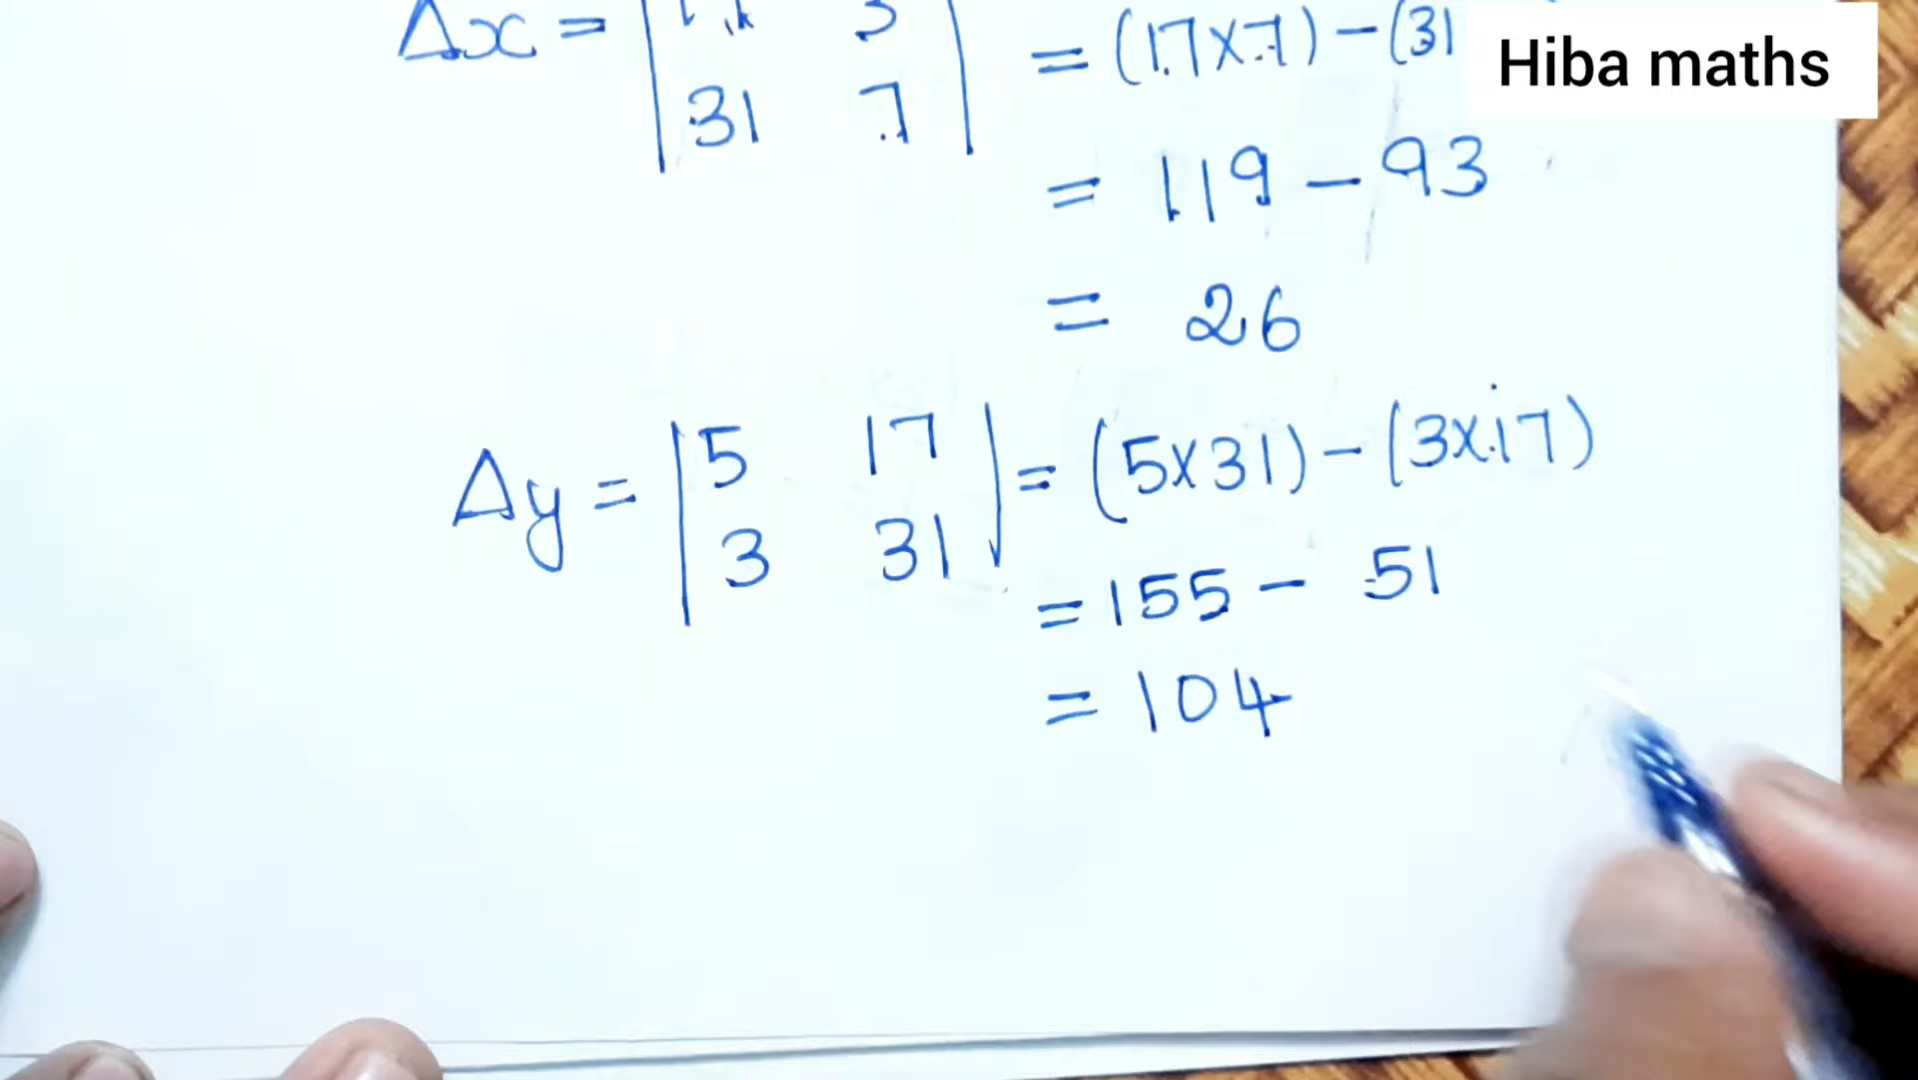 Δx = | 3 | = (17×7) - (31
31 7
Hiba maths
= 119 - 93
= 26
Δy = | 5 17 | = (5×31) - (3×17)
3 31
= 155 - 51
= 104